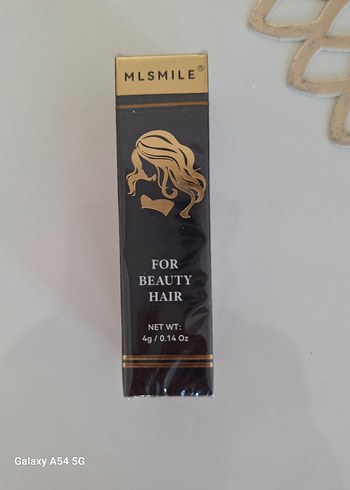 MLSMILE®
FOR
BEAUTY
HAIR
NET WT:
4g / 0.14 Oz
Galaxy A54 5G